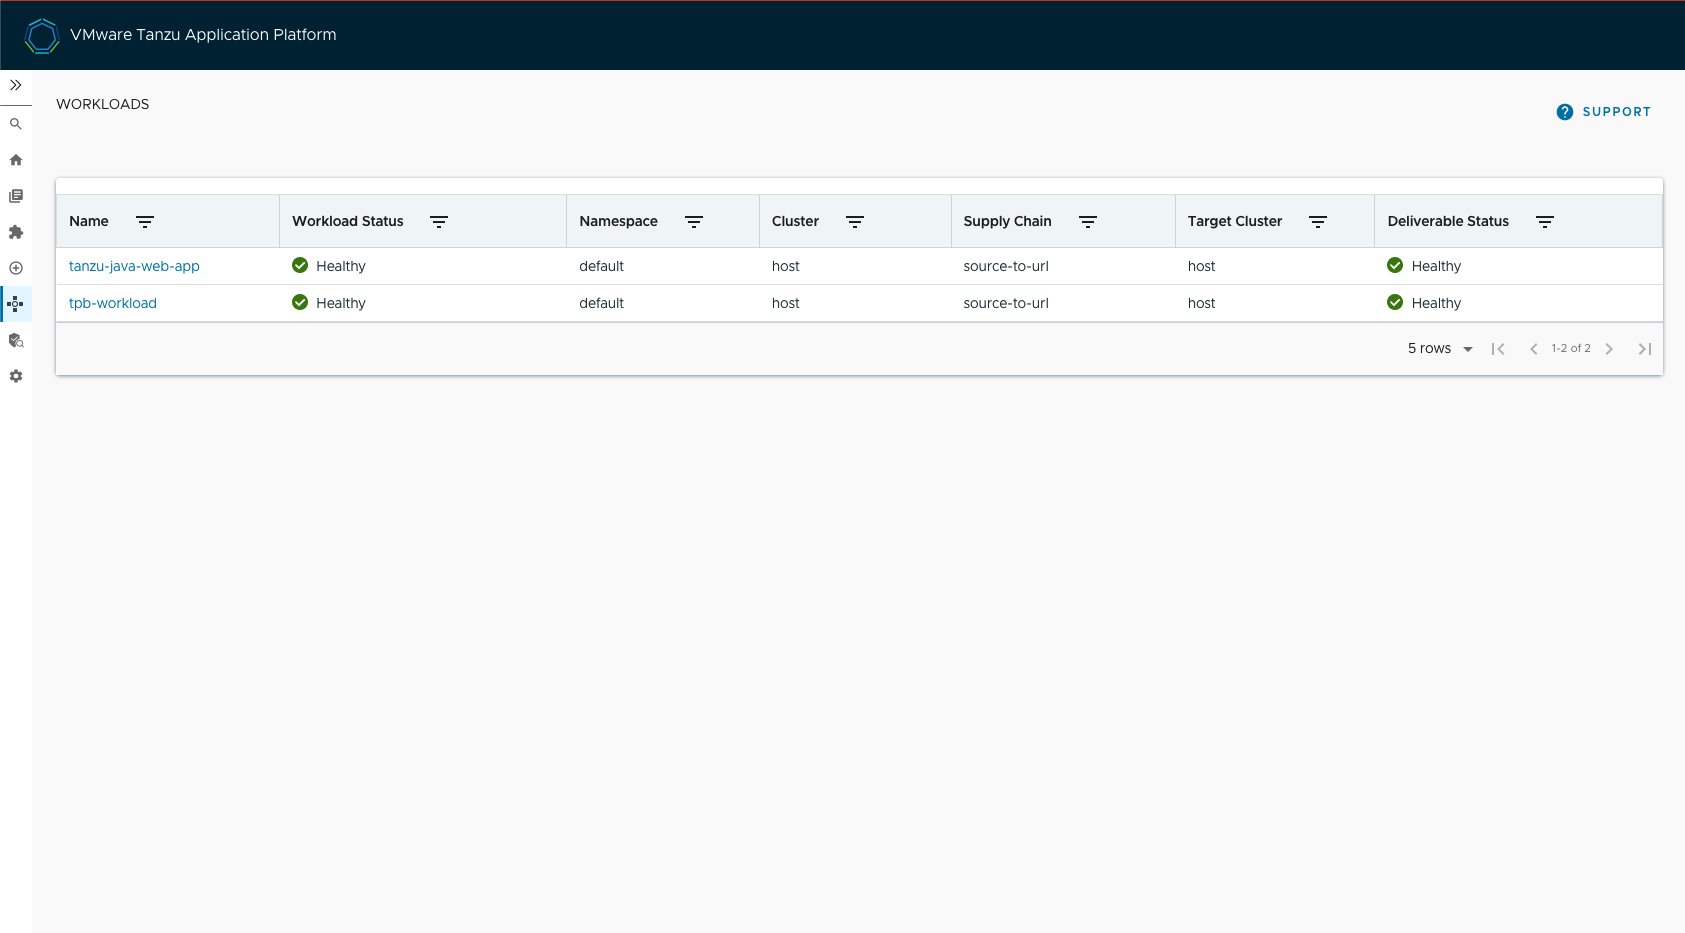 VMware Tanzu Application Platform
WORKLOADS
SUPPORT
Name Workload Status Namespace Cluster Supply Chain Target Cluster Deliverable Status
tanzu-java-web-app Healthy default host source-to-url host Healthy
tpb-workload Healthy default host source-to-url host Healthy
5 rows 1-2 of 2